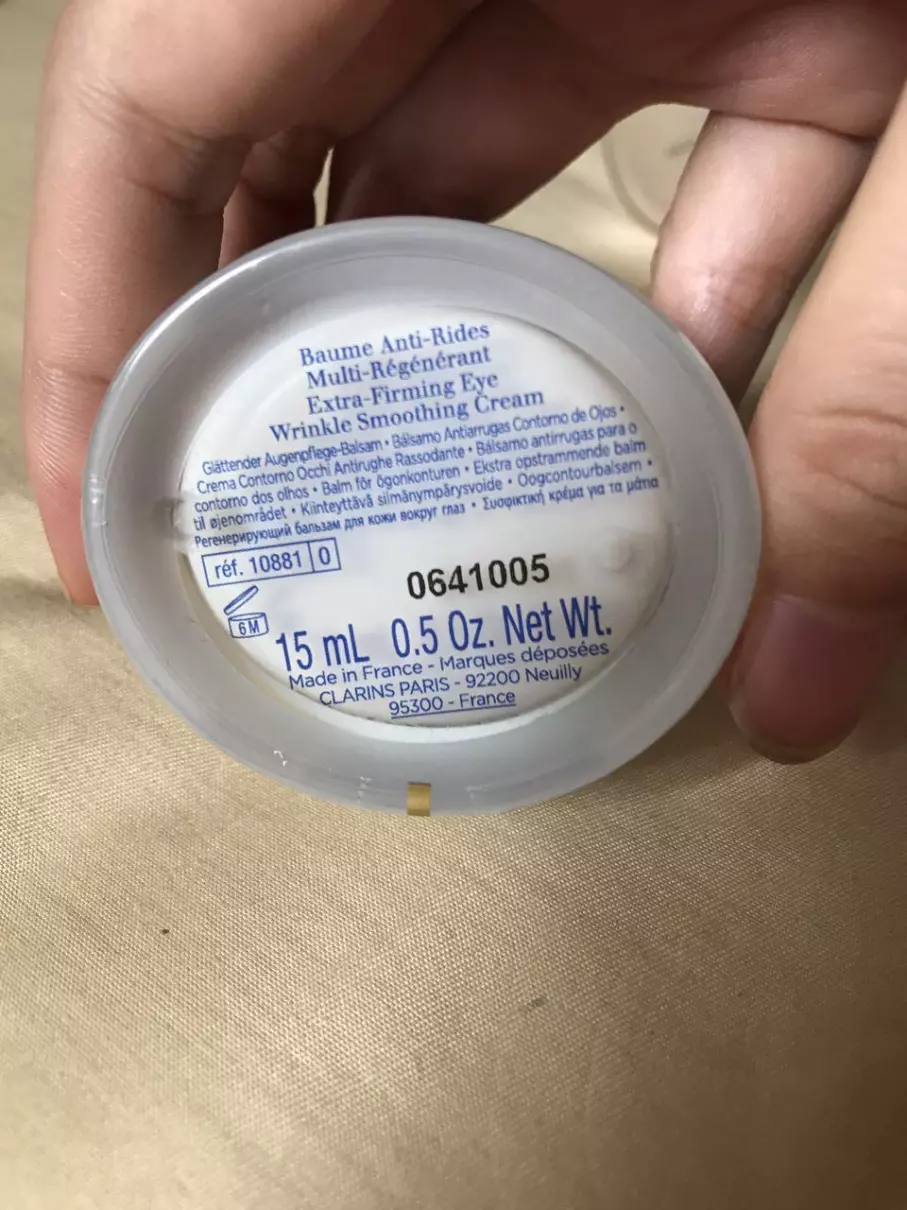 Baume Anti-Rides
Multi-Régénérant
Extra-Firming Eye
Wrinkle Smoothing Cream
Glättender Augenpflege-Balsam • Bálsamo Antiarrugas Contorno de Ojos •
Crema Contorno Occhi Antirughe Rassodante • Bálsamo antirrugas para o
contorno dos olhos • Balm för ögonkonturen • Ekstra opstrammende balm
til øjenområdet • Kiinteyttävä silmänympärysvoide • Oogcontourbalsem •
Регенерирующий бальзам для кожи вокруг глаз • Συσφικτική κρέμα για τα μάτια
réf. 10881 0
0641005
6M
15 mL 0.5 Oz. Net Wt.
Made in France - Marques déposées
CLARINS PARIS - 92200 Neuilly
95300 - France